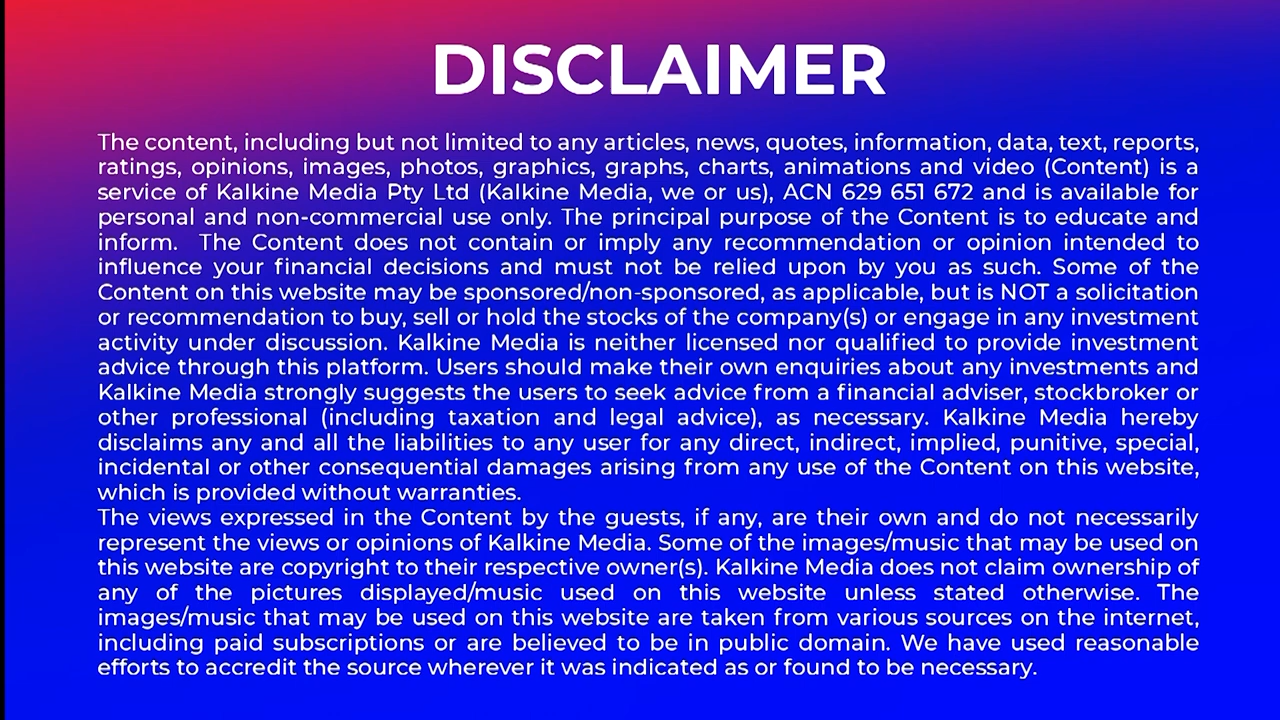 DISCLAIMER
The content, including but not limited to any articles, news, quotes, information, data, text, reports,
ratings, opinions, images, photos, graphics, graphs, charts, animations and video (Content) is a
service of Kalkine Media Pty Ltd (Kalkine Media, we or us), ACN 629 651 672 and is available for
personal and non-commercial use only. The principal purpose of the Content is to educate and
inform.  The Content does not contain or imply any recommendation or opinion intended to
influence your financial decisions and must not be relied upon by you as such. Some of the
Content on this website may be sponsored/non-sponsored, as applicable, but is NOT a solicitation
or recommendation to buy, sell or hold the stocks of the company(s) or engage in any investment
activity under discussion. Kalkine Media is neither licensed nor qualified to provide investment
advice through this platform. Users should make their own enquiries about any investments and
Kalkine Media strongly suggests the users to seek advice from a financial adviser, stockbroker or
other professional (including taxation and legal advice), as necessary. Kalkine Media hereby
disclaims any and all the liabilities to any user for any direct, indirect, implied, punitive, special,
incidental or other consequential damages arising from any use of the Content on this website,
which is provided without warranties.
The views expressed in the Content by the guests, if any, are their own and do not necessarily
represent the views or opinions of Kalkine Media. Some of the images/music that may be used on
this website are copyright to their respective owner(s). Kalkine Media does not claim ownership of
any of the pictures displayed/music used on this website unless stated otherwise. The
images/music that may be used on this website are taken from various sources on the internet,
including paid subscriptions or are believed to be in public domain. We have used reasonable
efforts to accredit the source wherever it was indicated as or found to be necessary.